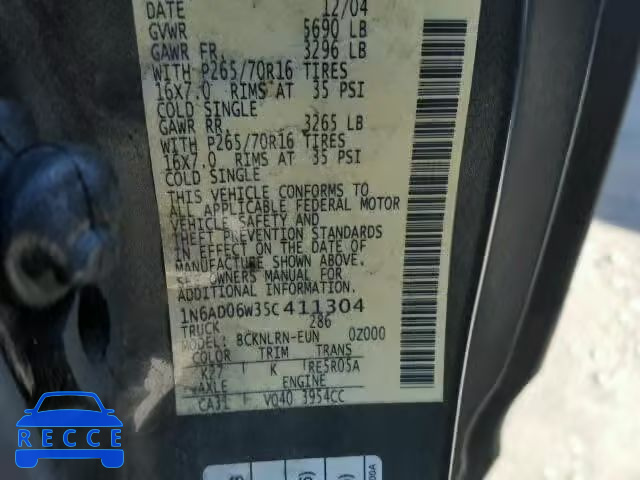 DATE 12/04
GVWR 5690 LB
GAWR FR. 3296 LB
WITH P265/70R16 TIRES
16X7.0 RIMS AT 35 PSI
COLD SINGLE
GAWR RR. 3265 LB
WITH P265/70R16 TIRES
16X7.0 RIMS AT 35 PSI
COLD SINGLE
THIS VEHICLE CONFORMS TO
ALL APPLICABLE FEDERAL MOTOR
VEHICLE SAFETY AND
THEFT PREVENTION STANDARDS
IN EFFECT ON THE DATE OF
MANUFACTURE SHOWN ABOVE.
SEE OWNERS MANUAL FOR
1N6AD06W35C411304
TRUCK 286
MODEL: BCKNLRN-EUN 0Z000
COLOR TRIM TRANS
K27 K RE5R05A
AXLE ENGINE
CA31 VQ40 3954CC
RECCE